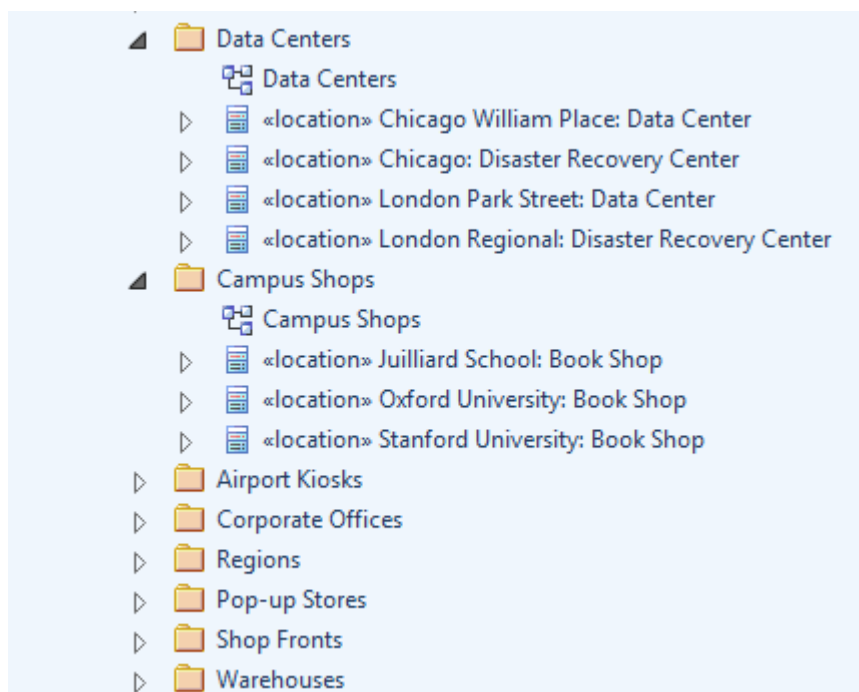 Data Centers
Data Centers
«location» Chicago William Place: Data Center
«location» Chicago: Disaster Recovery Center
«location» London Park Street: Data Center
«location» London Regional: Disaster Recovery Center
Campus Shops
Campus Shops
«location» Juilliard School: Book Shop
«location» Oxford University: Book Shop
«location» Stanford University: Book Shop
Airport Kiosks
Corporate Offices
Regions
Pop-up Stores
Shop Fronts
Warehouses